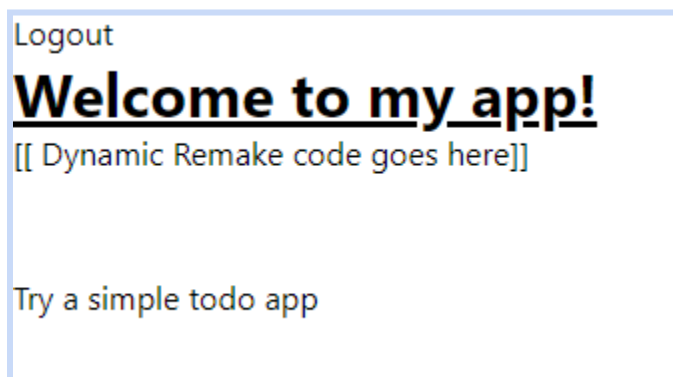 Logout
Welcome to my app!
[[ Dynamic Remake code goes here]]
Try a simple todo app